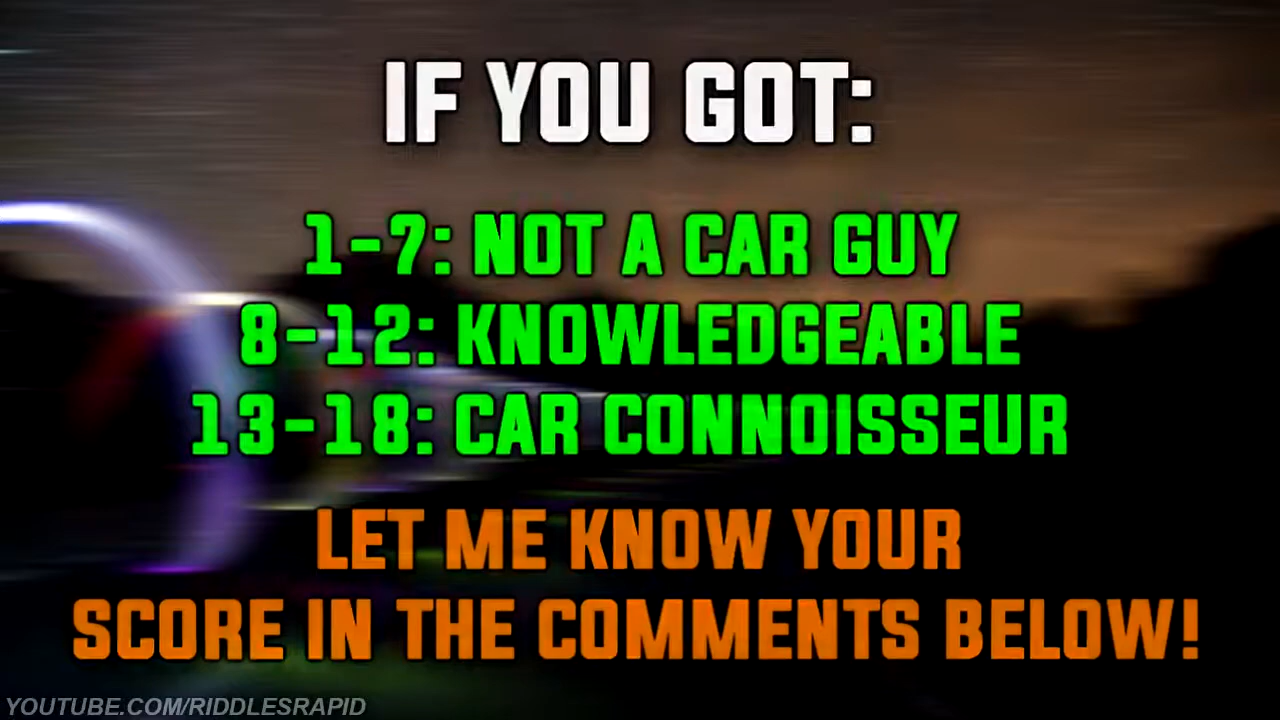 IF YOU GOT:
1-7: NOT A CAR GUY
8-12: KNOWLEDGEABLE
13-18: CAR CONNOISSEUR
LET ME KNOW YOUR
SCORE IN THE COMMENTS BELOW!
YOUTUBE.COM/RIDDLESRAPID